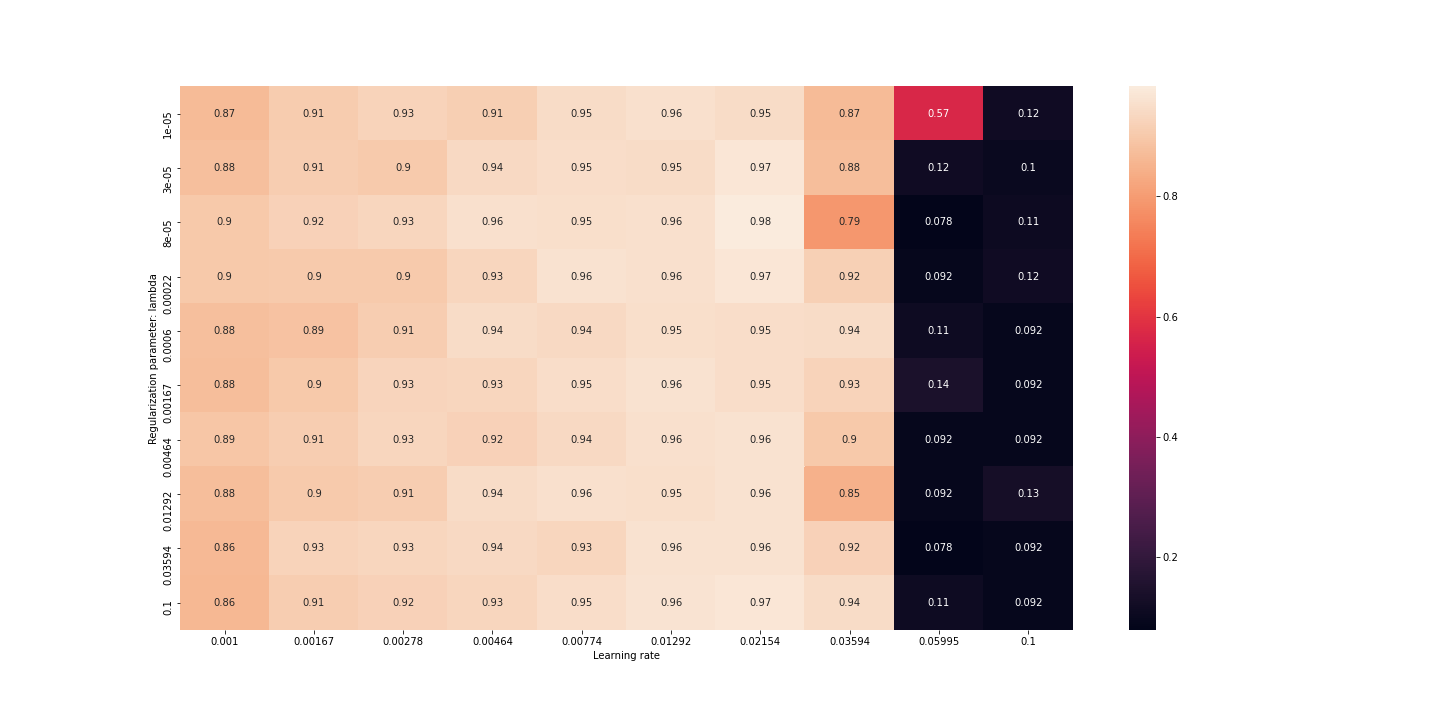 Regularization parameter: lambda
1e-05 0.87 0.91 0.93 0.91 0.95 0.96 0.95 0.87 0.57 0.12
3e-05 0.88 0.91 0.9 0.94 0.95 0.95 0.97 0.88 0.12 0.1
8e-05 0.9 0.92 0.93 0.96 0.95 0.96 0.98 0.79 0.078 0.11
0.00022 0.9 0.9 0.9 0.93 0.96 0.96 0.97 0.92 0.092 0.12
0.0006 0.88 0.89 0.91 0.94 0.94 0.95 0.95 0.94 0.11 0.092
0.00167 0.88 0.9 0.93 0.93 0.95 0.96 0.95 0.93 0.14 0.092
0.00464 0.89 0.91 0.93 0.92 0.94 0.96 0.96 0.9 0.092 0.092
0.01292 0.88 0.9 0.91 0.94 0.96 0.95 0.96 0.85 0.092 0.13
0.03594 0.86 0.93 0.93 0.94 0.93 0.96 0.96 0.92 0.078 0.092
0.1 0.86 0.91 0.92 0.93 0.95 0.96 0.97 0.94 0.11 0.092
0.001 0.00167 0.00278 0.00464 0.00774 0.01292 0.02154 0.03594 0.05995 0.1
Learning rate
0.8
0.6
0.4
0.2